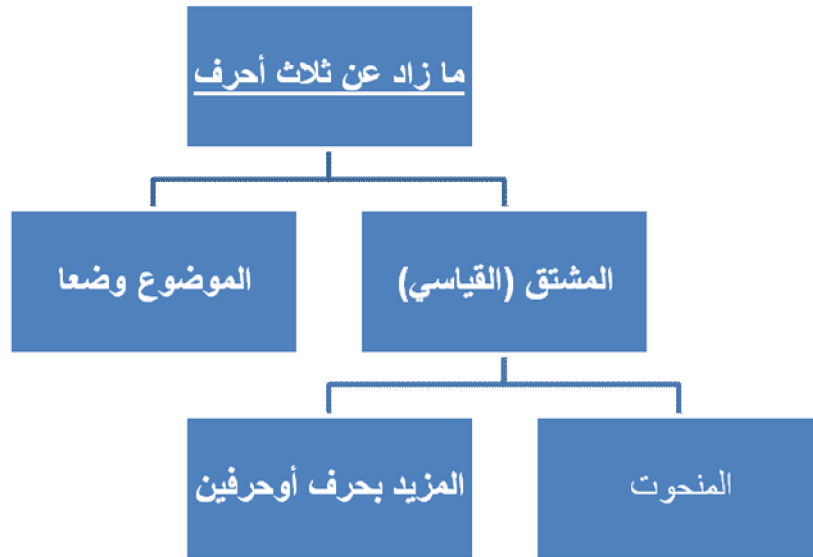 ما زاد عن ثلاث أحرف
المشتق (القياسي)
الموضوع وضعا
المنحوت
المزيد بحرف أوحرفين